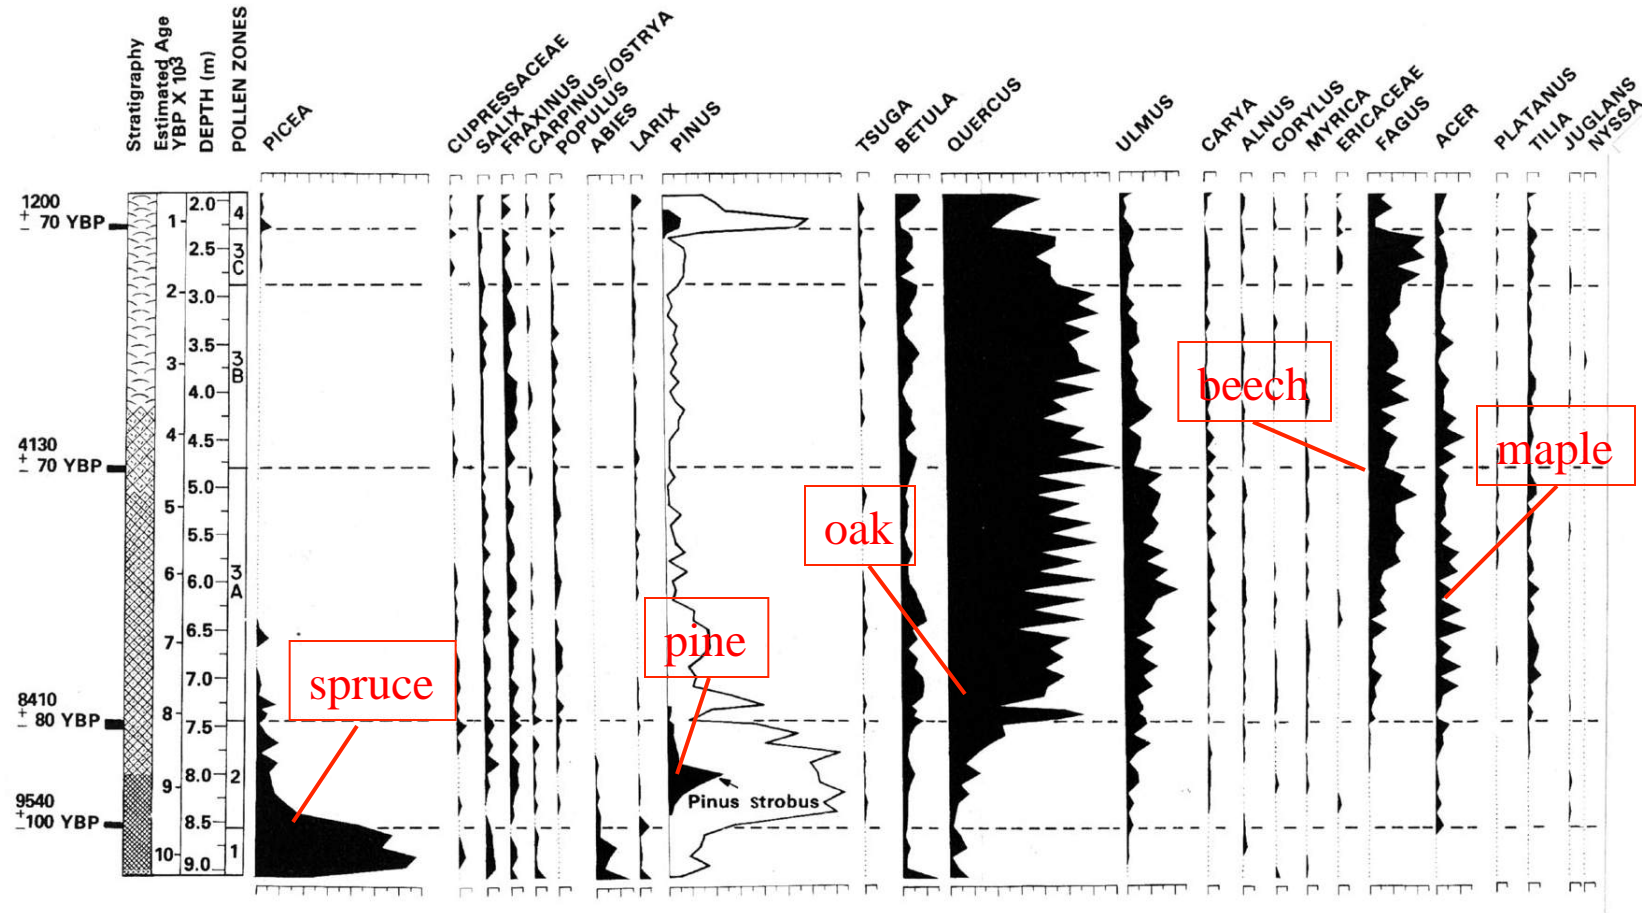 Stratigraphy
Estimated Age
YBP X 10³
DEPTH (m)
POLLEN ZONES
PICEA
CUPRESSACEAE
SALIX
FRAXINUS
CARPINUS/OSTRYA
POPULUS
ABIES
LARIX
PINUS
TSUGA
BETULA
QUERCUS
ULMUS
CARYA
ALNUS
CORYLUS
MYRICA
ERICACEAE
FAGUS
ACER
PLATANUS
TILIA
JUGLANS
NYSSA
1200
± 70 YBP
4130
± 70 YBP
8410
± 80 YBP
9540
±100 YBP
1
2
3
4
5
6
7
8
9
10
2.0
2.5
3.0
3.5
4.0
4.5
5.0
5.5
6.0
6.5
7.0
7.5
8.0
8.5
9.0
4
3
C
3
B
3
A
2
1
beech
maple
oak
pine
spruce
Pinus Strobus